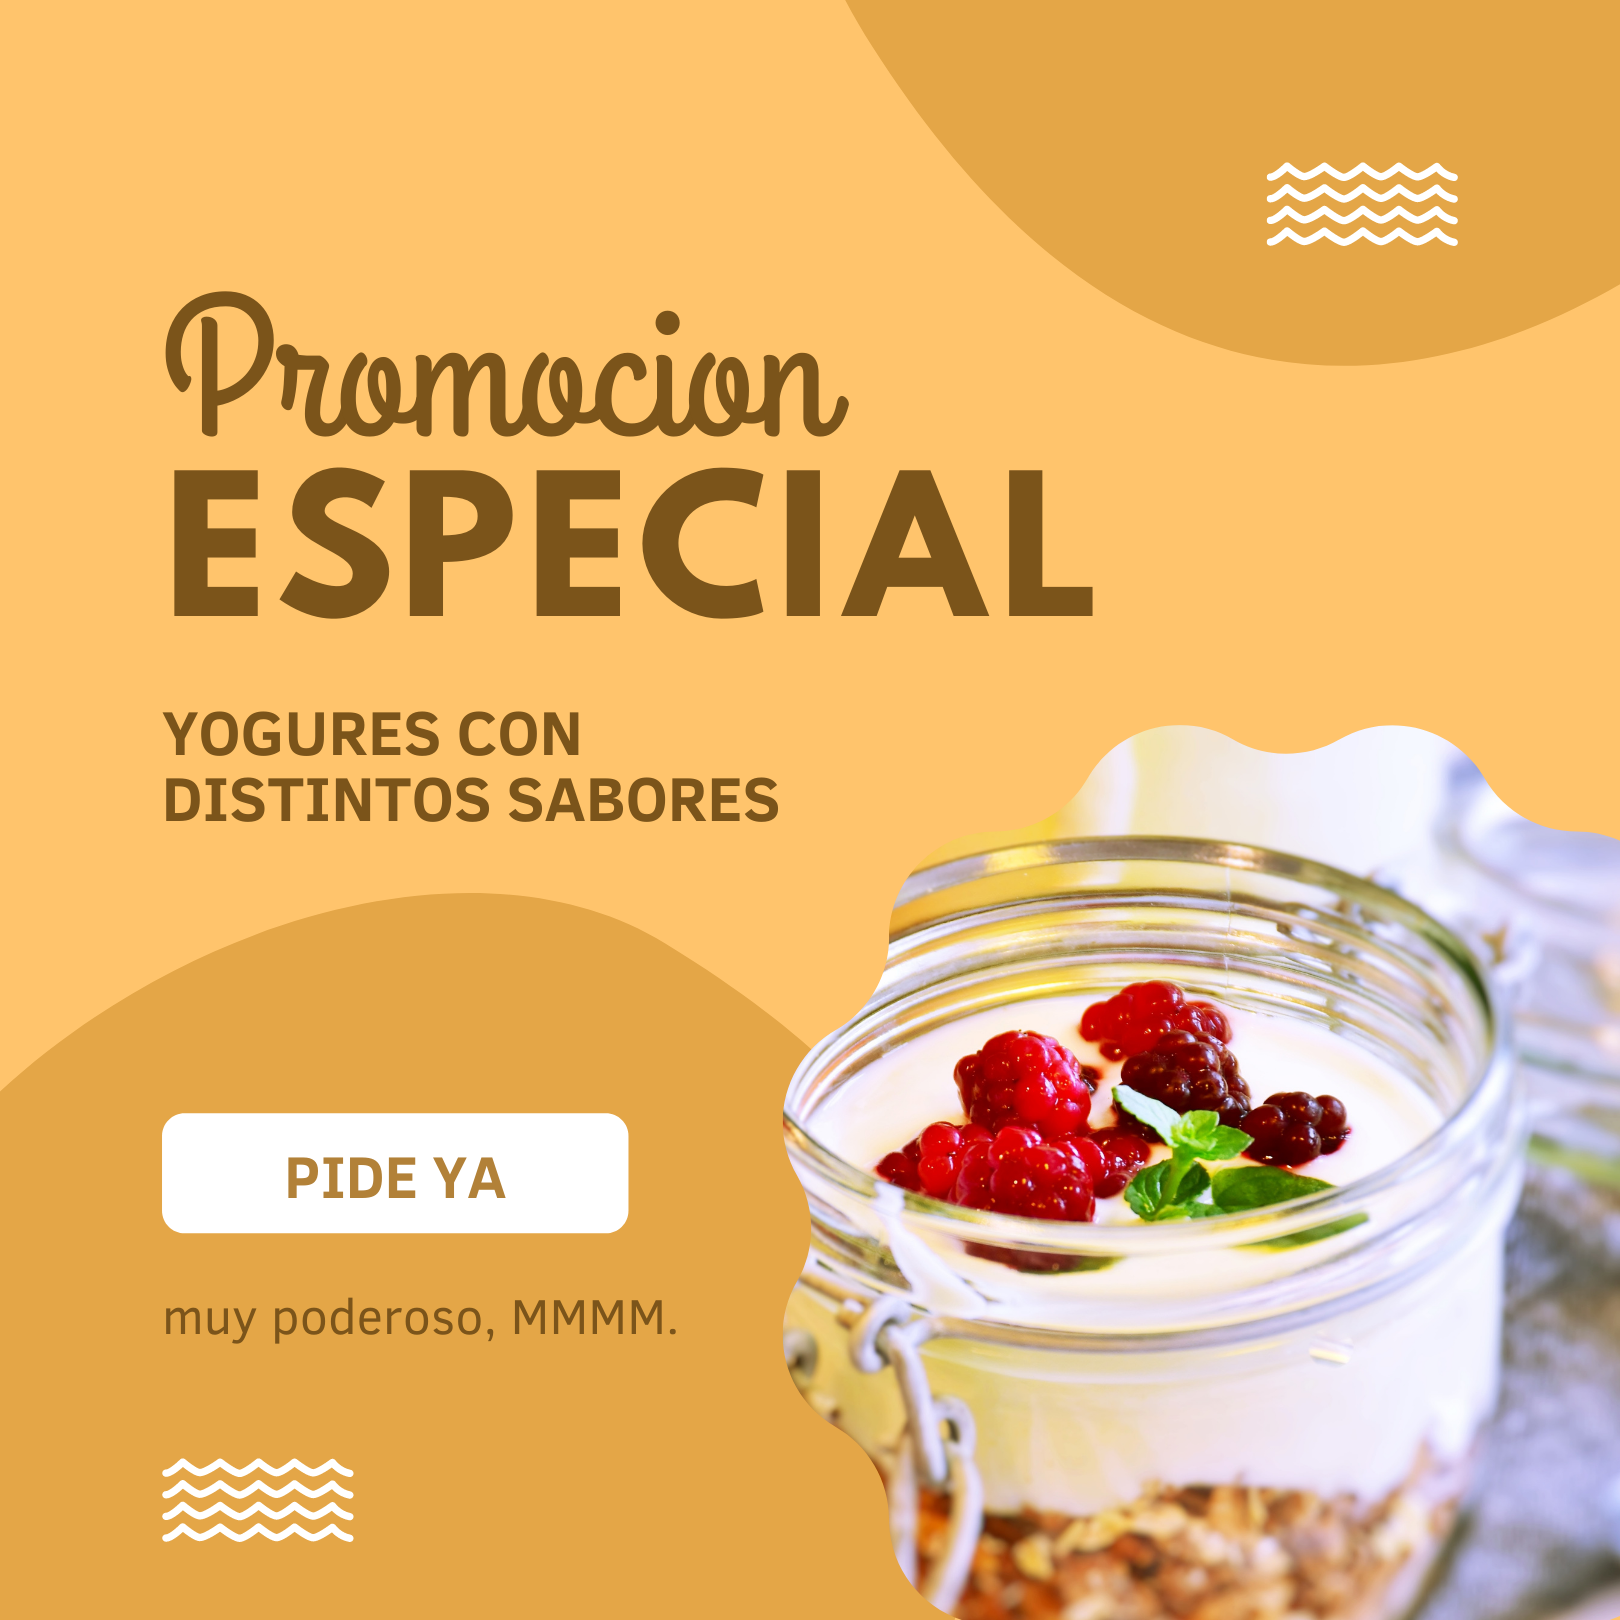 Promocion
ESPECIAL
YOGURES CON
DISTINTOS SABORES
PIDE YA
muy poderoso, MMMM.